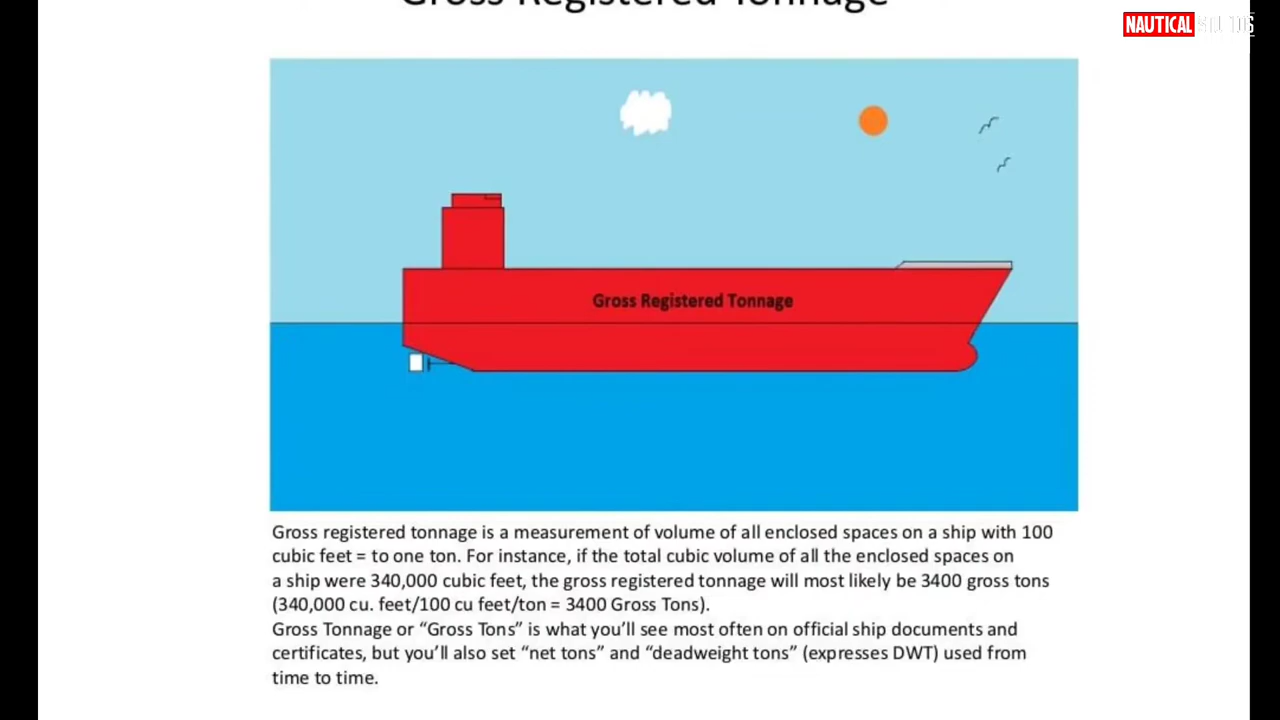 Gross Registered Tonnage
NAUTICAL
Gross Registered Tonnage
Gross registered tonnage is a measurement of volume of all enclosed spaces on a ship with 100
cubic feet = to one ton. For instance, if the total cubic volume of all the enclosed spaces on
a ship were 340,000 cubic feet, the gross registered tonnage will most likely be 3400 gross tons
(340,000 cu. feet/100 cu feet/ton = 3400 Gross Tons).
Gross Tonnage or “Gross Tons” is what you’ll see most often on official ship documents and
certificates, but you’ll also set “net tons” and “deadweight tons” (expresses DWT) used from
time to time.